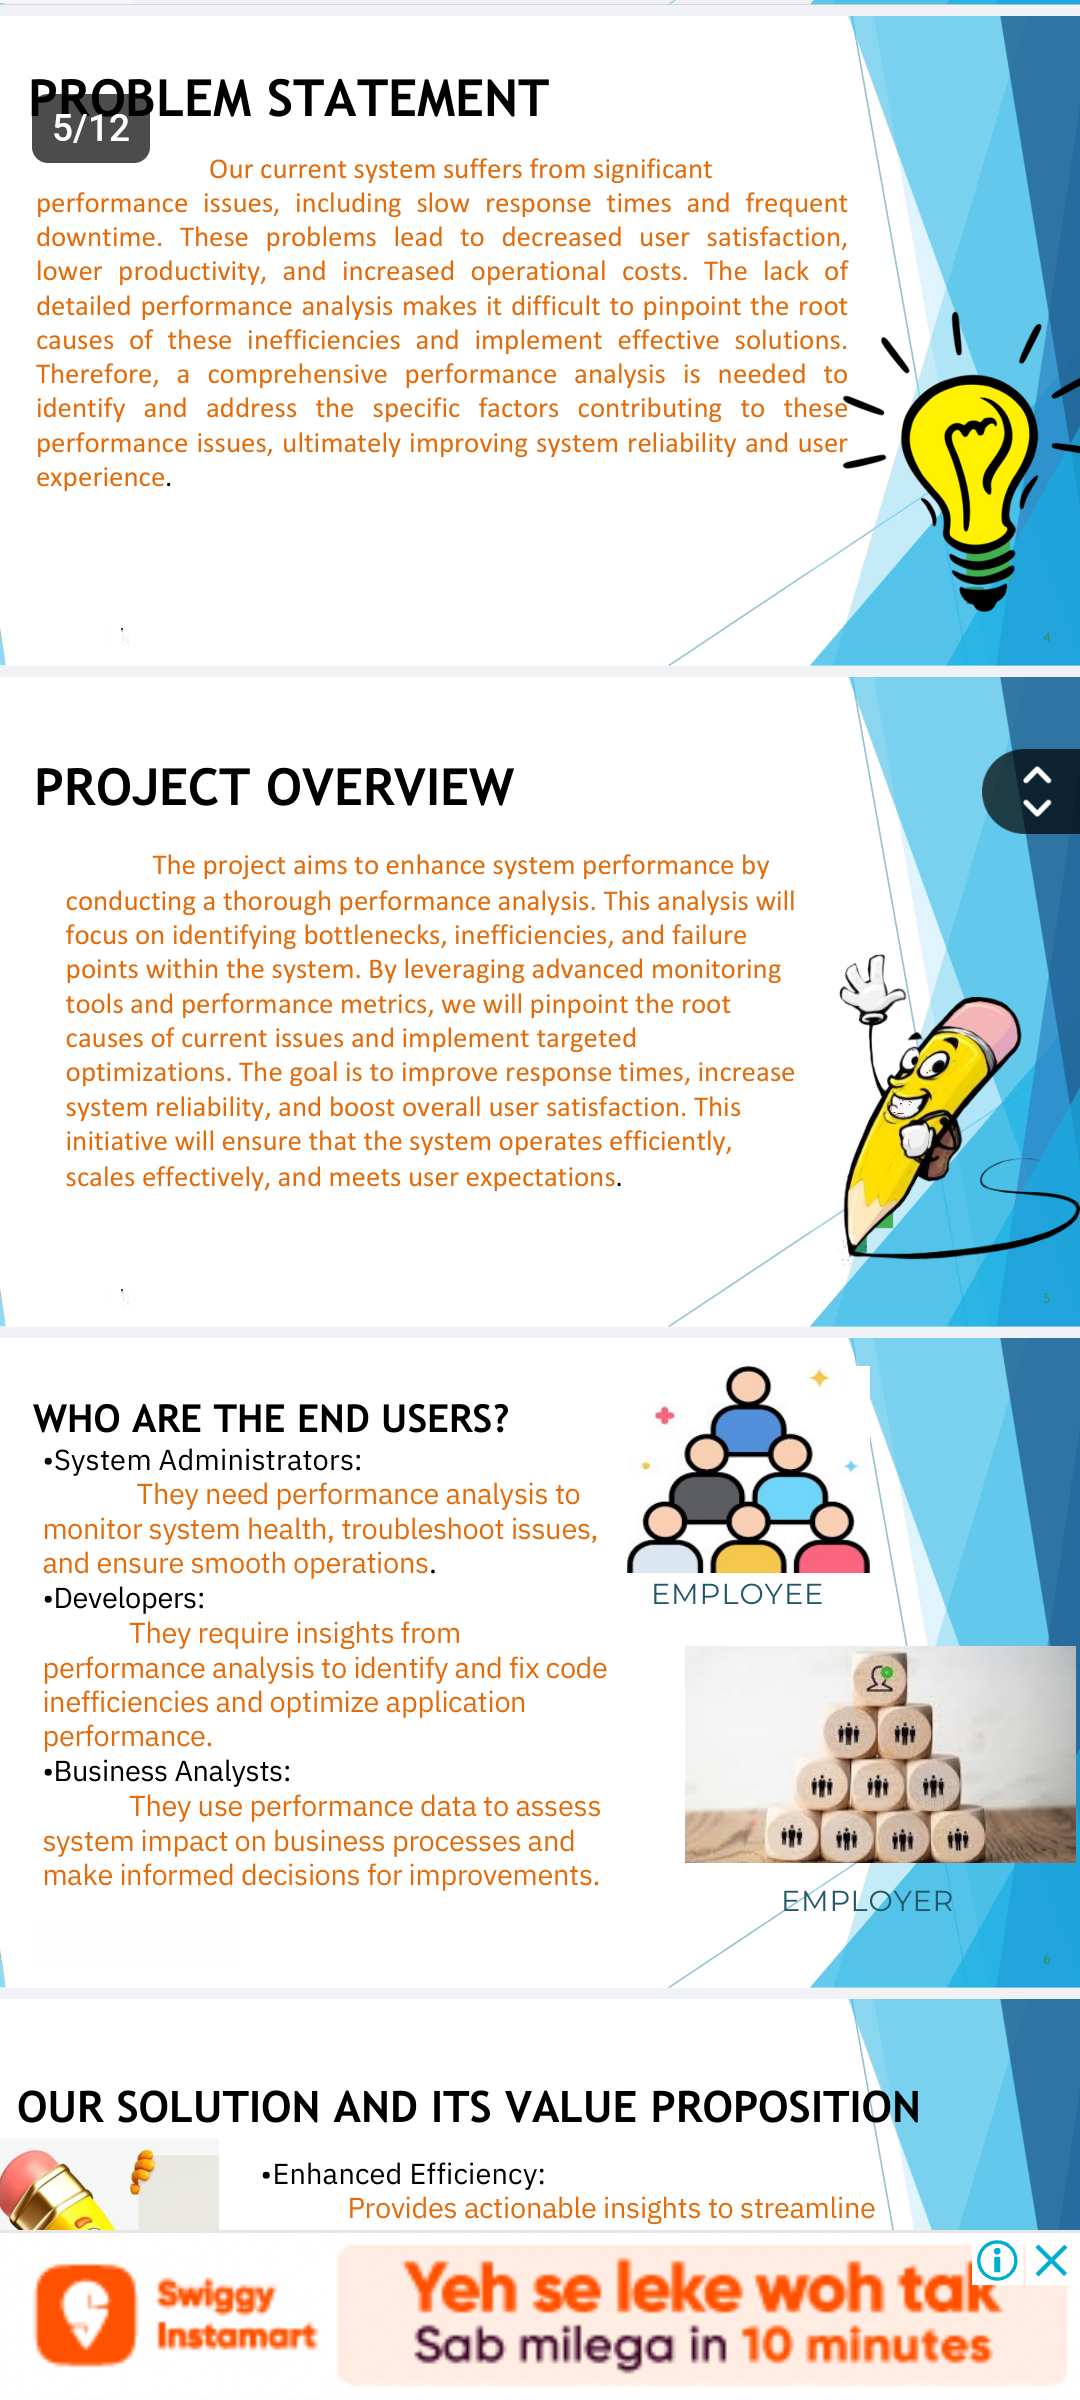 PROBLEM STATEMENT
5/12
Our current system suffers from significant
performance issues, including slow response times and frequent
downtime. These problems lead to decreased user satisfaction,
lower productivity, and increased operational costs. The lack of
detailed performance analysis makes it difficult to pinpoint the root
causes of these inefficiencies and implement effective solutions.
Therefore, a comprehensive performance analysis is needed to
identify and address the specific factors contributing to these
performance issues, ultimately improving system reliability and user
experience.
4
PROJECT OVERVIEW
The project aims to enhance system performance by
conducting a thorough performance analysis. This analysis will
focus on identifying bottlenecks, inefficiencies, and failure
points within the system. By leveraging advanced monitoring
tools and performance metrics, we will pinpoint the root
causes of current issues and implement targeted
optimizations. The goal is to improve response times, increase
system reliability, and boost overall user satisfaction. This
initiative will ensure that the system operates efficiently,
scales effectively, and meets user expectations.
5
WHO ARE THE END USERS?
•System Administrators:
They need performance analysis to
monitor system health, troubleshoot issues,
and ensure smooth operations.
•Developers:
They require insights from
performance analysis to identify and fix code
inefficiencies and optimize application
performance.
•Business Analysts:
They use performance data to assess
system impact on business processes and
make informed decisions for improvements.
EMPLOYEE
EMPLOYER
6
OUR SOLUTION AND ITS VALUE PROPOSITION
•Enhanced Efficiency:
Provides actionable insights to streamline
Swiggy
Instamart
Yeh se leke woh tak
Sab milega in 10 minutes